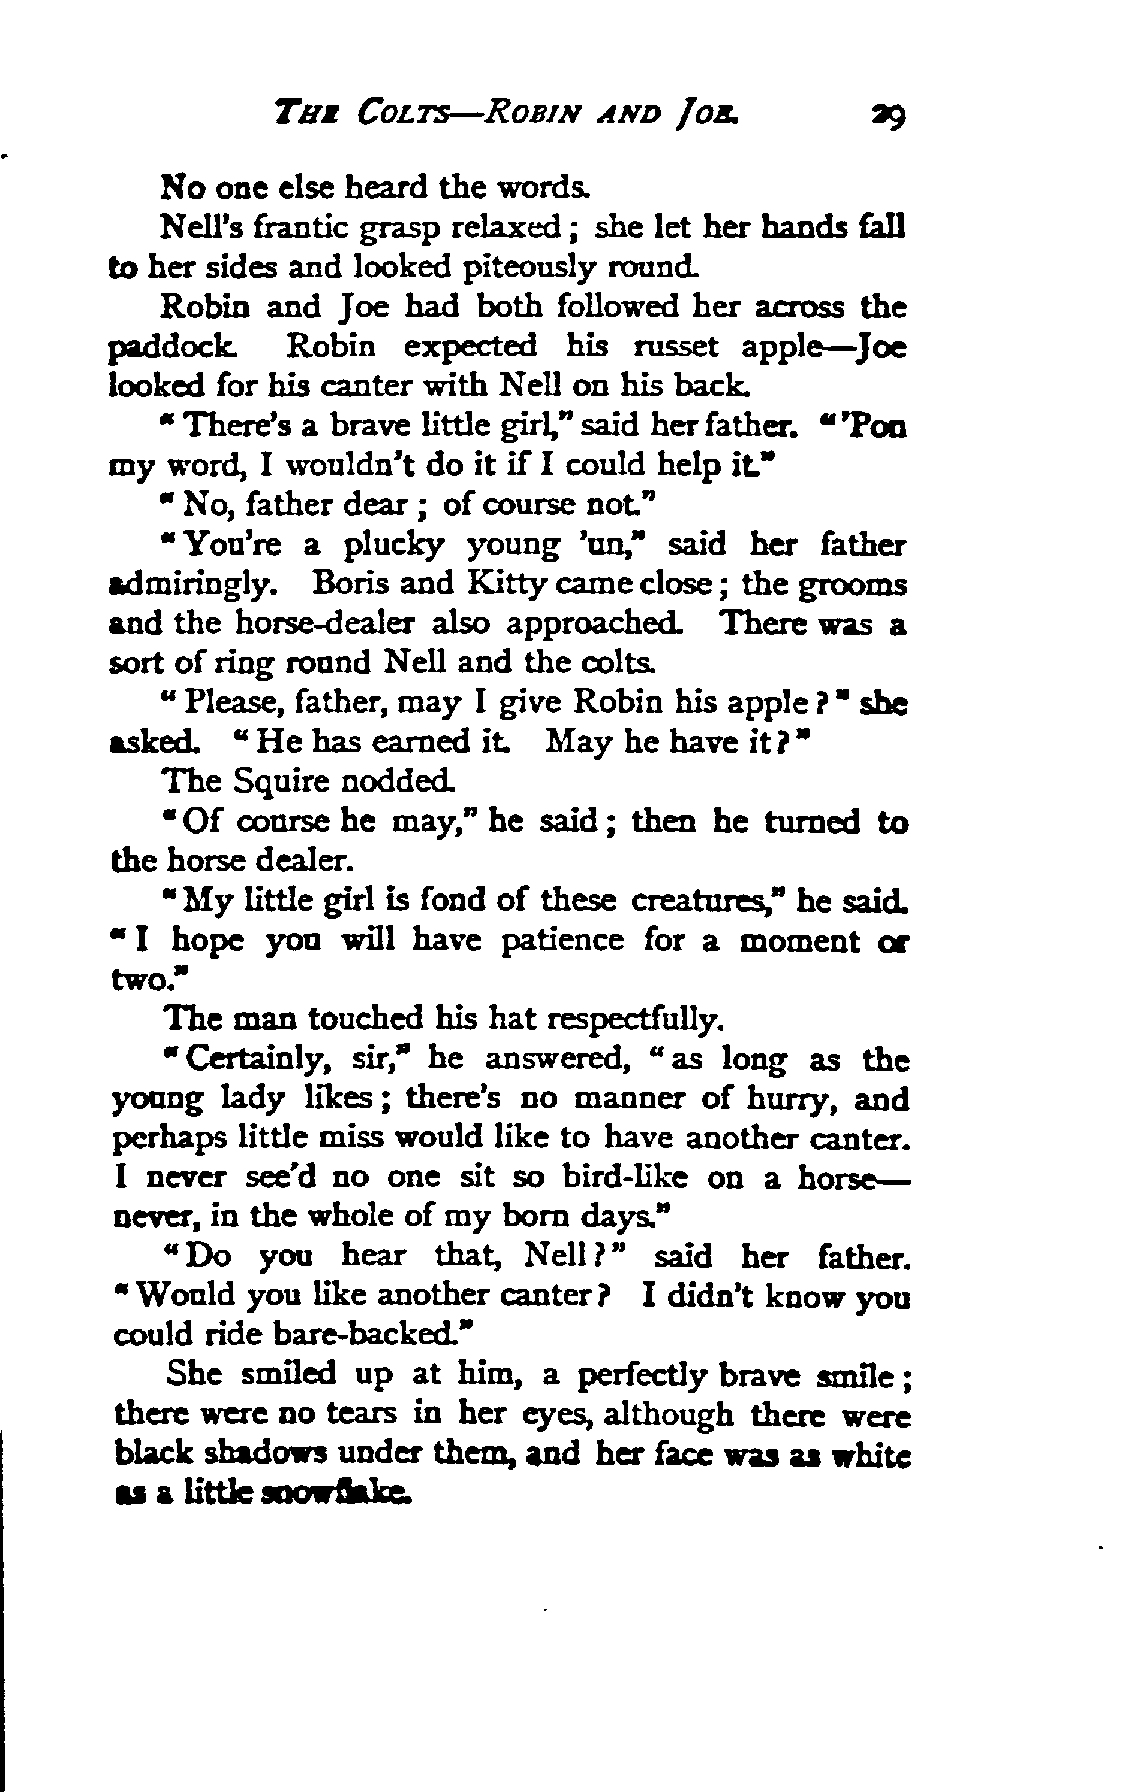 THE COLTS—ROBIN AND JOE. 29
No one else heard the words.
Nell's frantic grasp relaxed; she let her hands fall
to her sides and looked piteously round.
Robin and Joe had both followed her across the
paddock. Robin expected his russet apple—Joe
looked for his canter with Nell on his back.
"There's a brave little girl," said her father. "'Pon
my word, I wouldn't do it if I could help it."
"No, father dear; of course not."
"You're a plucky young 'un," said her father
admiringly. Boris and Kitty came close; the grooms
and the horse-dealer also approached. There was a
sort of ring round Nell and the colts.
"Please, father, may I give Robin his apple?" she
asked. "He has earned it. May he have it?"
The Squire nodded.
"Of course he may," he said; then he turned to
the horse dealer.
"My little girl is fond of these creatures," he said.
"I hope you will have patience for a moment or
two."
The man touched his hat respectfully.
"Certainly, sir," he answered, "as long as the
young lady likes; there's no manner of hurry, and
perhaps little miss would like to have another canter.
I never see'd no one sit so bird-like on a horse—
never, in the whole of my born days."
"Do you hear that, Nell?" said her father.
"Would you like another canter? I didn't know you
could ride bare-backed."
She smiled up at him, a perfectly brave smile;
there were no tears in her eyes, although there were
black shadows under them, and her face was as white
as a little snowflake.